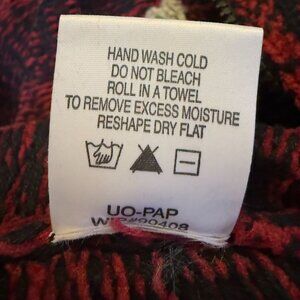 HAND WASH COLD
DO NOT BLEACH
ROLL IN A TOWEL
TO REMOVE EXCESS MOISTURE
RESHAPE DRY FLAT
UO-PAP